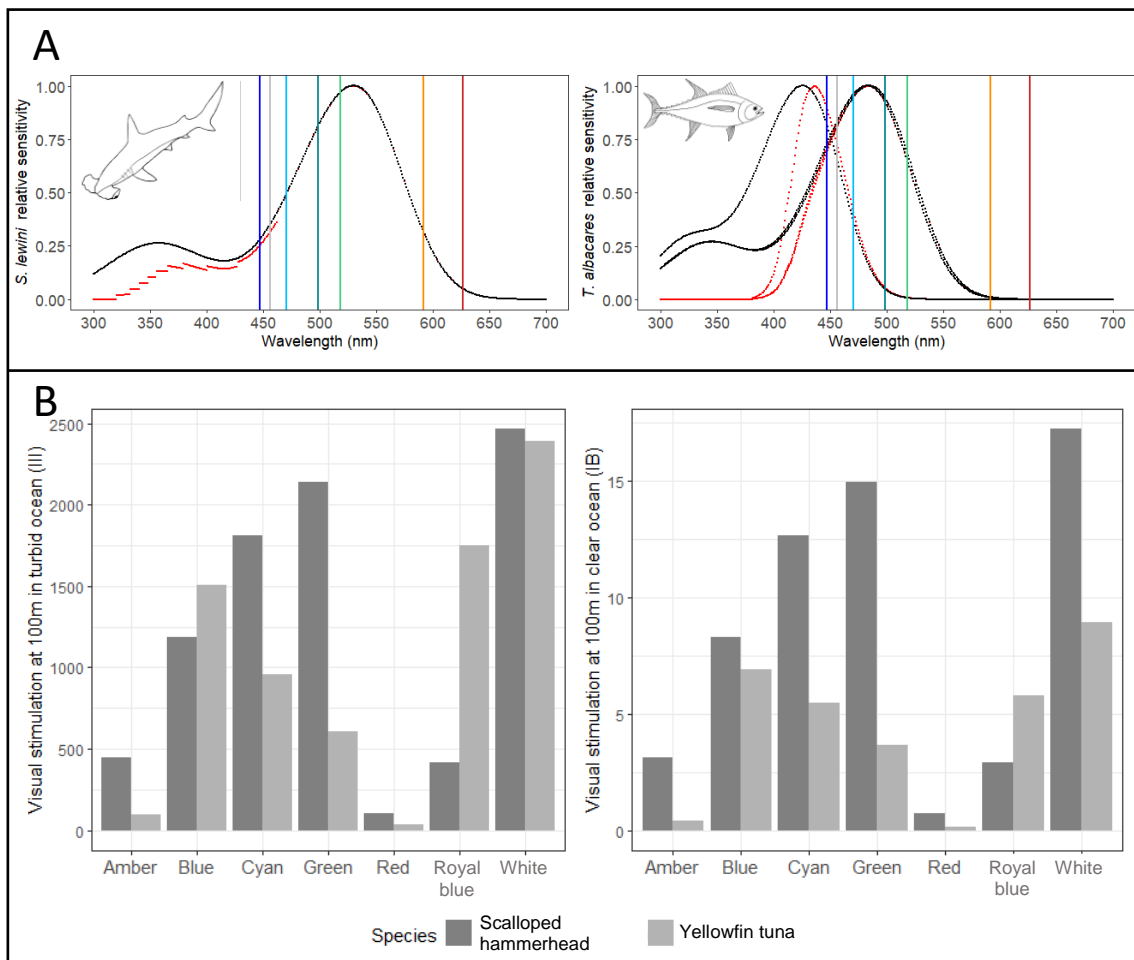 A
S. lewini relative sensitivity
1.00
0.75
0.50
0.25
0.00
300 350 400 450 500 550 600 650 700
Wavelength (nm)
T. albacares relative sensitivity
1.00
0.75
0.50
0.25
0.00
300 350 400 450 500 550 600 650 700
Wavelength (nm)
B
Visual stimulation at 100m in turbid ocean (III)
2500
2000
1500
1000
500
0
Amber Blue Cyan Green Red Royal blue White
Visual stimulation at 100m in clear ocean (IB)
15
10
5
0
Amber Blue Cyan Green Red Royal blue White
Species
Scalloped
hammerhead
Yellowfin tuna